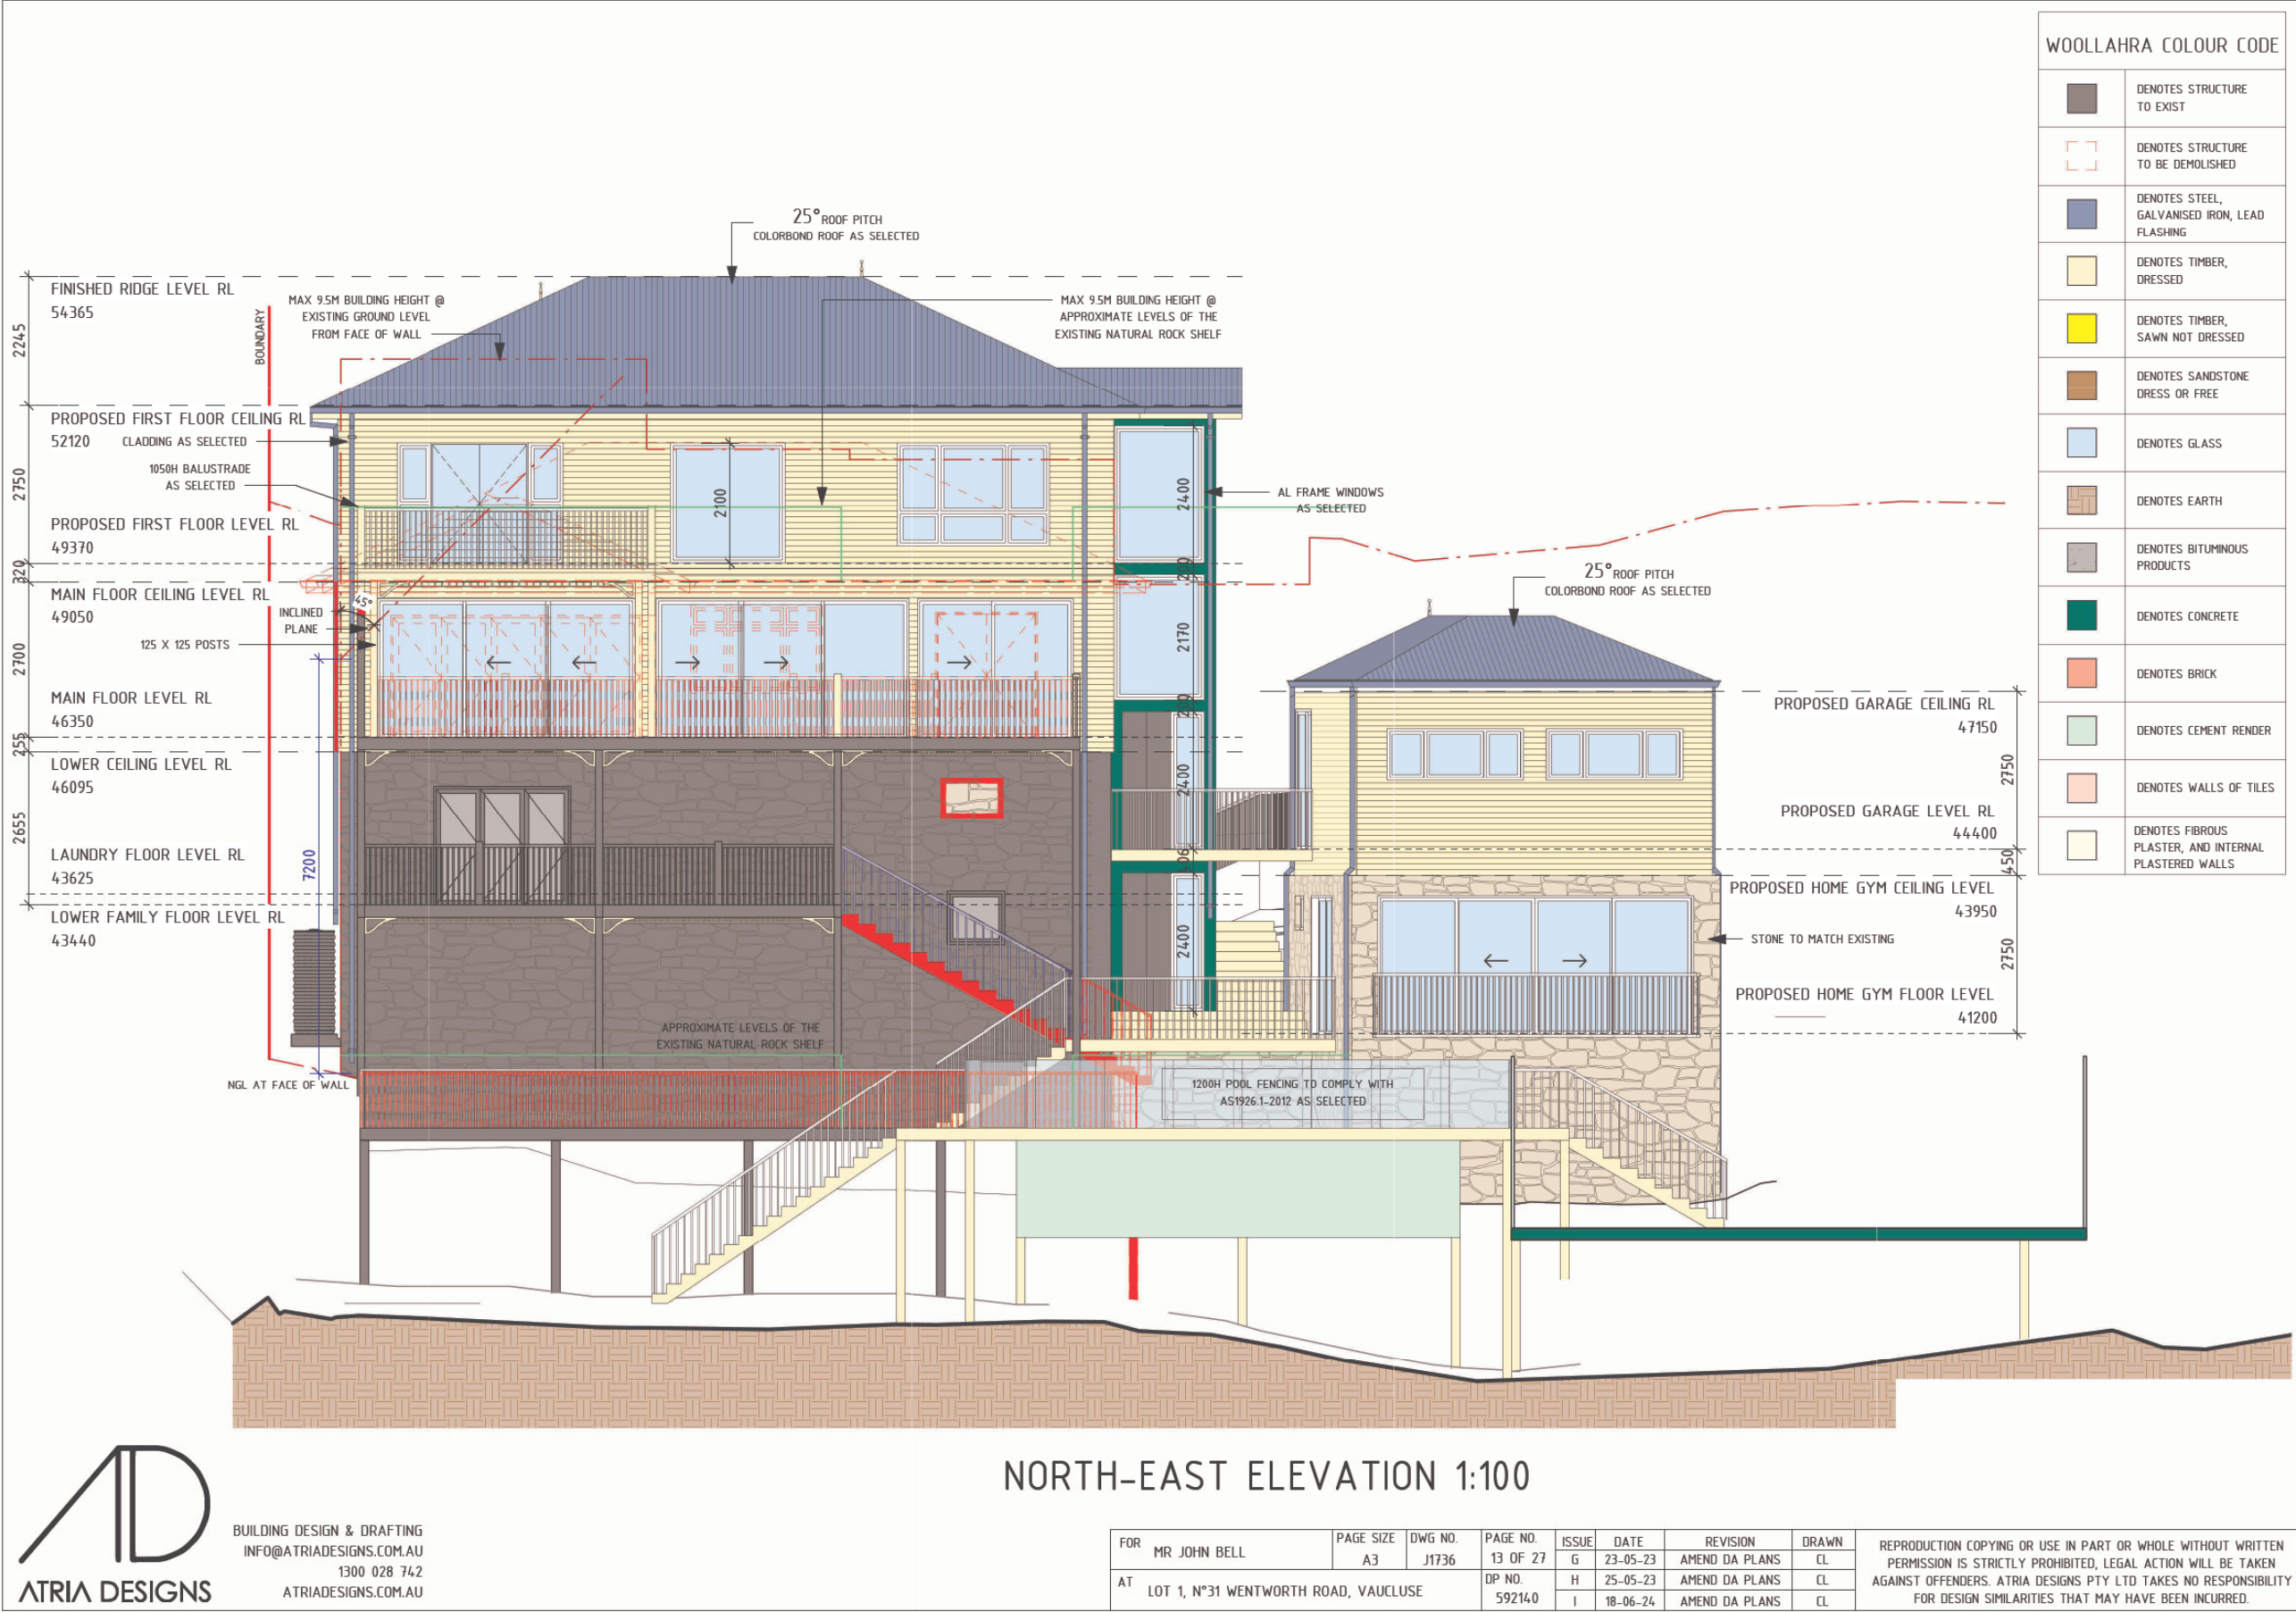 WOOLLAHRA COLOUR CODE
DENOTES STRUCTURE
TO EXIST
DENOTES STRUCTURE
TO BE DEMOLISHED
DENOTES STEEL,
GALVANISED IRON, LEAD
FLASHING
DENOTES TIMBER,
DRESSED
DENOTES TIMBER,
SAWN NOT DRESSED
DENOTES SANDSTONE
DRESS OR FREE
DENOTES GLASS
DENOTES EARTH
DENOTES BITUMINOUS
PRODUCTS
DENOTES CONCRETE
DENOTES BRICK
DENOTES CEMENT RENDER
DENOTES WALLS OF TILES
DENOTES FIBROUS
PLASTER, AND INTERNAL
PLASTERED WALLS
25° ROOF PITCH
COLORBOND ROOF AS SELECTED
FINISHED RIDGE LEVEL RL
54365
2245
BOUNDARY
MAX 9.5M BUILDING HEIGHT @
EXISTING GROUND LEVEL
FROM FACE OF WALL
MAX 9.5M BUILDING HEIGHT @
APPROXIMATE LEVELS OF THE
EXISTING NATURAL ROCK SHELF
PROPOSED FIRST FLOOR CEILING RL
52120
CLADDING AS SELECTED
1050H BALUSTRADE
AS SELECTED
2750
2100
2400
AL FRAME WINDOWS
AS SELECTED
PROPOSED FIRST FLOOR LEVEL RL
49370
320
200
MAIN FLOOR CEILING LEVEL RL
49050
45°
INCLINED
PLANE
125 X 125 POSTS
2700
2170
25° ROOF PITCH
COLORBOND ROOF AS SELECTED
MAIN FLOOR LEVEL RL
46350
200
255
LOWER CEILING LEVEL RL
46095
PROPOSED GARAGE CEILING RL
47150
2750
2400
2655
PROPOSED GARAGE LEVEL RL
44400
LAUNDRY FLOOR LEVEL RL
43625
7200
406
450
PROPOSED HOME GYM CEILING LEVEL
43950
LOWER FAMILY FLOOR LEVEL RL
43440
2400
STONE TO MATCH EXISTING
2750
PROPOSED HOME GYM FLOOR LEVEL
41200
APPROXIMATE LEVELS OF THE
EXISTING NATURAL ROCK SHELF
NGL AT FACE OF WALL
1200H POOL FENCING TO COMPLY WITH
AS1926.1-2012 AS SELECTED
NORTH-EAST ELEVATION 1:100
AD
ATRIA DESIGNS
BUILDING DESIGN & DRAFTING
INFO@ATRIADESIGNS.COM.AU
1300 028 742
ATRIADESIGNS.COM.AU
FOR MR JOHN BELL
PAGE SIZE
A3
DWG NO.
J1736
PAGE NO.
13 OF 27
AT LOT 1, N°31 WENTWORTH ROAD, VAUCLUSE
DP NO.
592140
ISSUE DATE REVISION DRAWN
G 23-05-23 AMEND DA PLANS CL
H 25-05-23 AMEND DA PLANS CL
I 18-06-24 AMEND DA PLANS CL
REPRODUCTION COPYING OR USE IN PART OR WHOLE WITHOUT WRITTEN
PERMISSION IS STRICTLY PROHIBITED, LEGAL ACTION WILL BE TAKEN
AGAINST OFFENDERS. ATRIA DESIGNS PTY LTD TAKES NO RESPONSIBILITY
FOR DESIGN SIMILARITIES THAT MAY HAVE BEEN INCURRED.